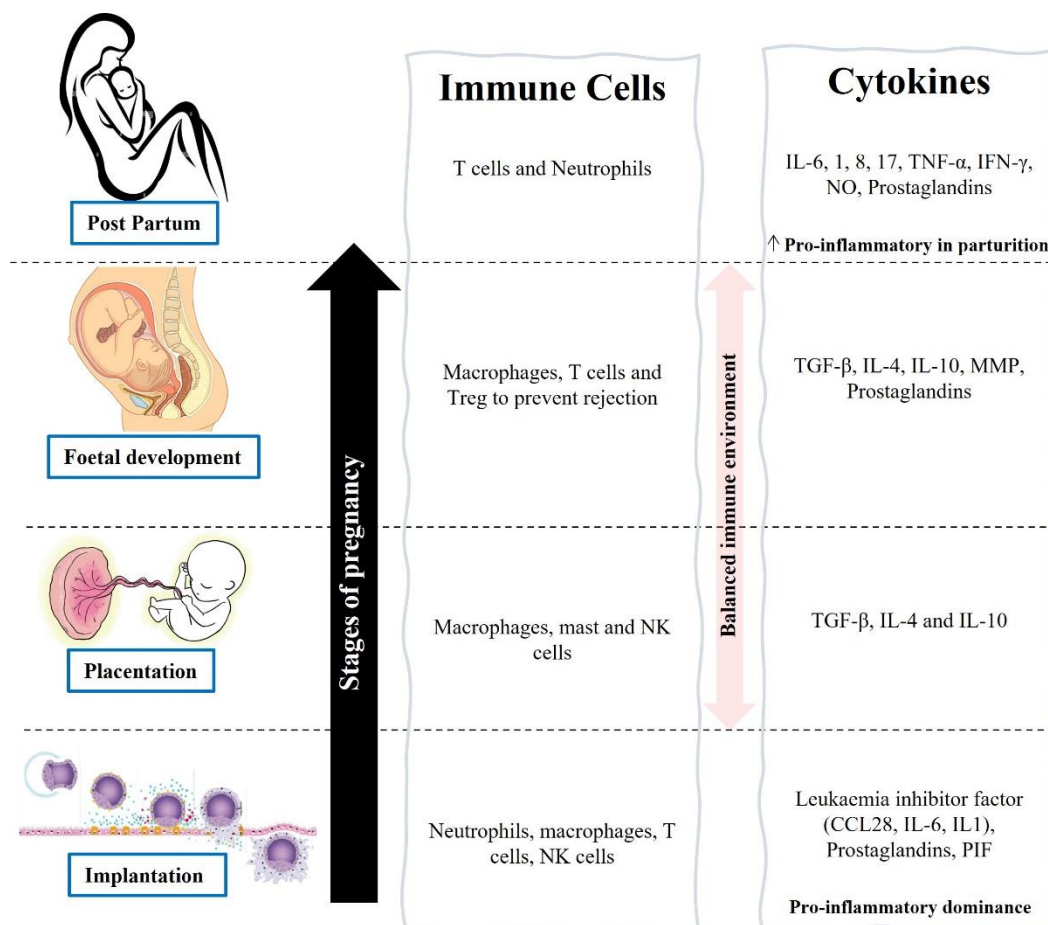 Immune Cells
Cytokines
T cells and Neutrophils
IL-6, 1, 8, 17, TNF-α, IFN-γ,
NO, Prostaglandins
Post Partum
↑ Pro-inflammatory in parturition
Macrophages, T cells and
Treg to prevent rejection
TGF-β, IL-4, IL-10, MMP,
Prostaglandins
Foetal development
Stages of pregnancy
Balanced immune environment
Macrophages, mast and NK
cells
TGF-β, IL-4 and IL-10
Placentation
Neutrophils, macrophages, T
cells, NK cells
Leukaemia inhibitor factor
(CCL28, IL-6, IL1),
Prostaglandins, PIF
Implantation
Pro-inflammatory dominance